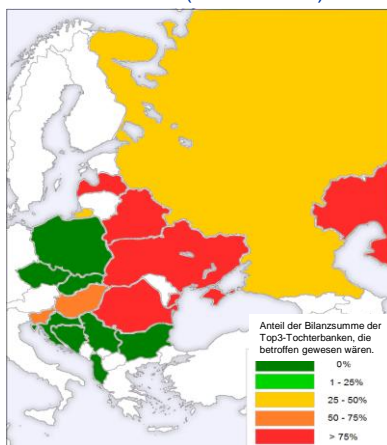 Anteil der Bilanzsumme der
Top3-Tochterbanken, die
betroffen gewesen wären.
0%
1 - 25%
25 - 50%
50 - 75%
> 75%